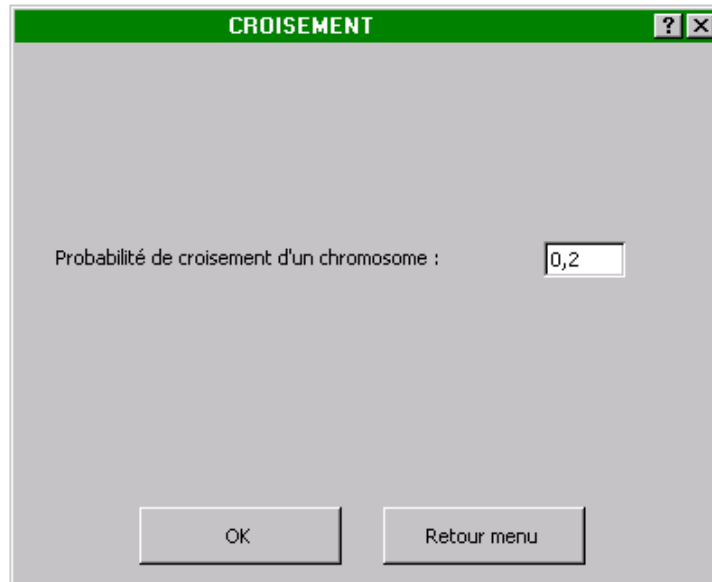 CROISEMENT
Probabilité de croisement d'un chromosome : 0,2
OK Retour menu